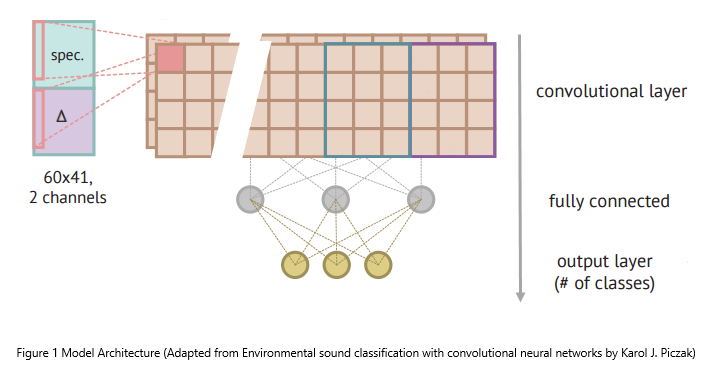 spec.
Δ
60x41,
2 channels
convolutional layer
fully connected
output layer
(# of classes)
Figure 1 Model Architecture (Adapted from Environmental sound classification with convolutional neural networks by Karol J. Piczak)